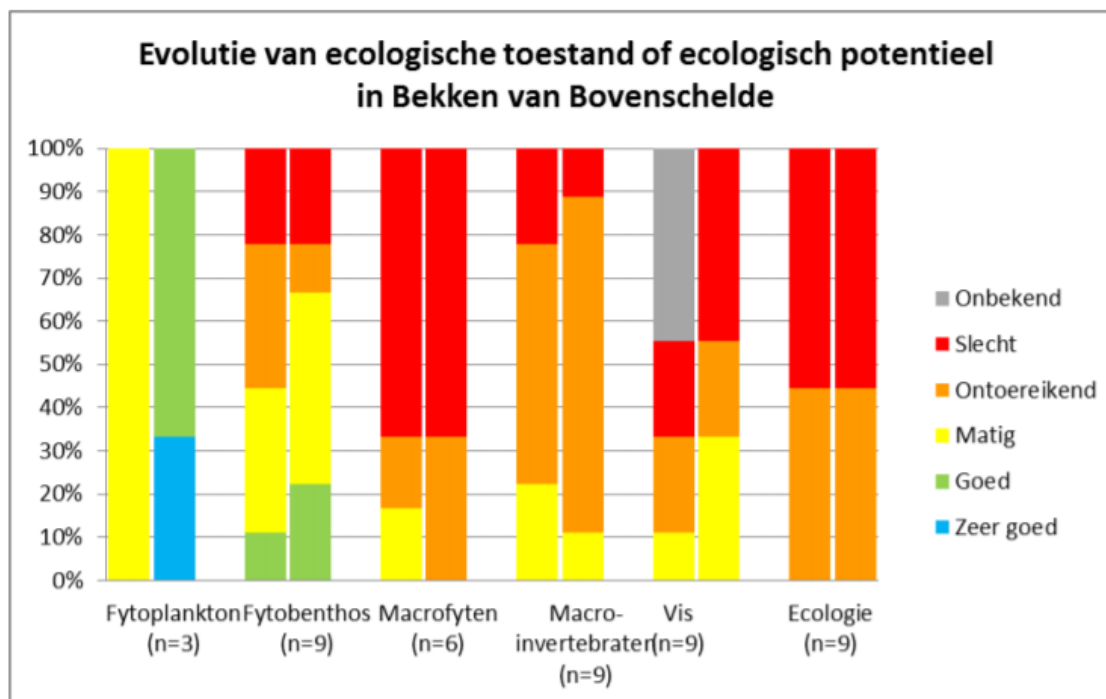 Evolutie van ecologische toestand of ecologisch potentieel
in Bekken van Bovenschelde
100%
90%
80%
70%
60%
50%
40%
30%
20%
10%
0%
Fytoplankton
(n=3)
Fytobenthos
(n=9)
Macrofyten
(n=6)
Macro-
invertebrater
(n=9)
Vis
(n=9)
Ecologie
(n=9)
Onbekend
Slecht
Ontoereikend
Matig
Goed
Zeer goed